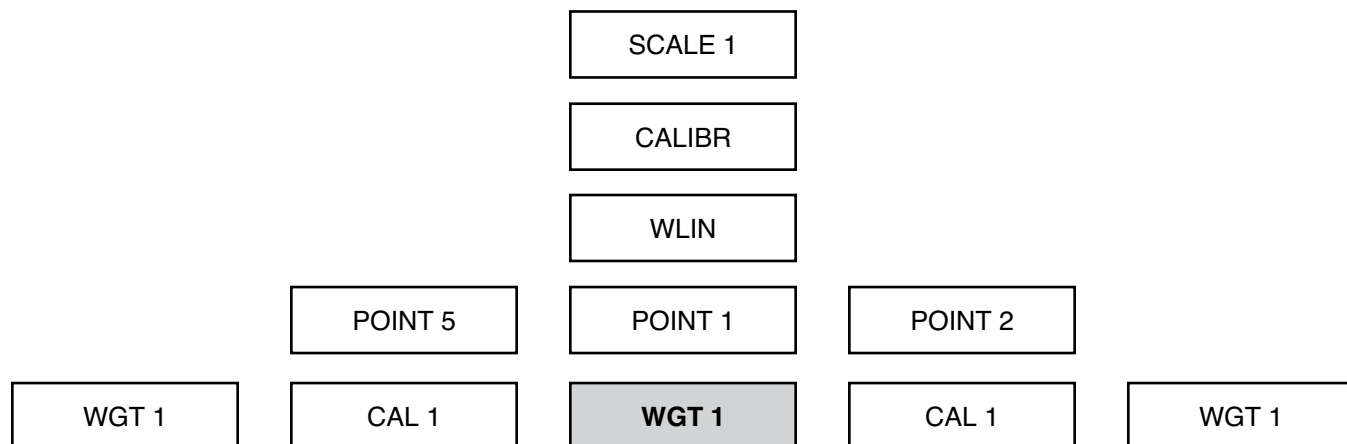 SCALE 1
CALIBR
WLIN
POINT 5 POINT 1 POINT 2
WGT 1 CAL 1 WGT 1 CAL 1 WGT 1